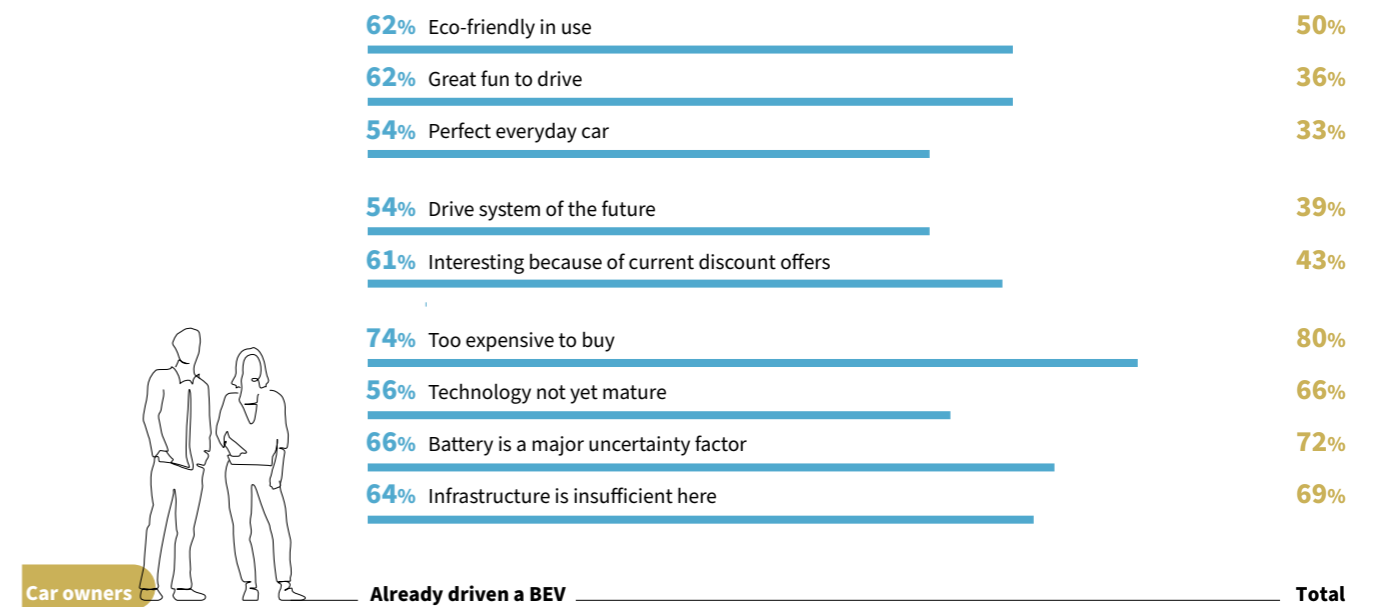 62% Eco-friendly in use 50%
62% Great fun to drive 36%
54% Perfect everyday car 33%
54% Drive system of the future 39%
61% Interesting because of current discount offers 43%
74% Too expensive to buy 80%
56% Technology not yet mature 66%
66% Battery is a major uncertainty factor 72%
64% Infrastructure is insufficient here 69%
Car owners Already driven a BEV Total